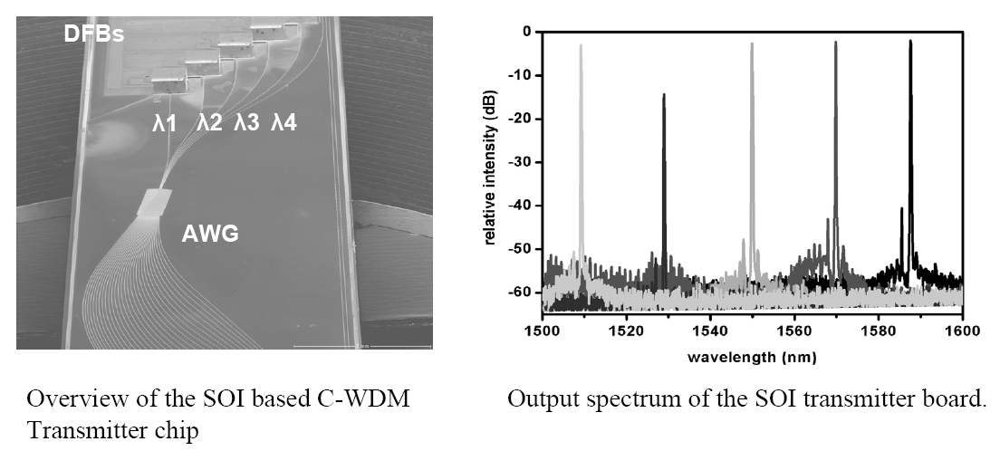 DFBs
λ1 λ2 λ3 λ4
AWG
0
-10
-20
-30
-40
-50
-60
relative intensity (dB)
1500 1520 1540 1560 1580 1600
wavelength (nm)
Overview of the SOI based C-WDM
Transmitter chip
Output spectrum of the SOI transmitter board.